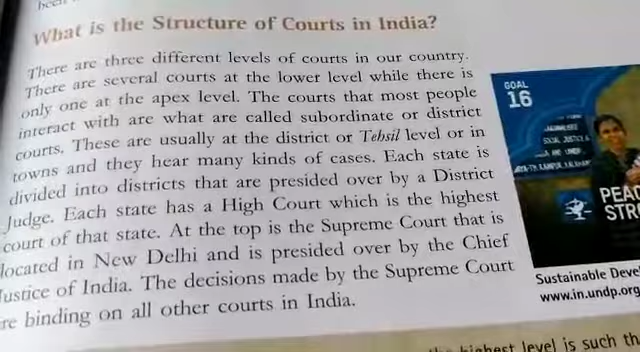 What is the Structure of Courts in India?
There are three different levels of courts in our country.
There are several courts at the lower level while there is
only one at the apex level. The courts that most people
interact with are what are called subordinate or district
courts. These are usually at the district or Tehsil level or in
towns and they hear many kinds of cases. Each state is
divided into districts that are presided over by a District
Judge. Each state has a High Court which is the highest
court of that state. At the top is the Supreme Court that is
located in New Delhi and is presided over by the Chief
Justice of India. The decisions made by the Supreme Court
re binding on all other courts in India.
GOAL
16
PEA
STR
Sustainable Deve
www.in.undp.org
highest level is such th